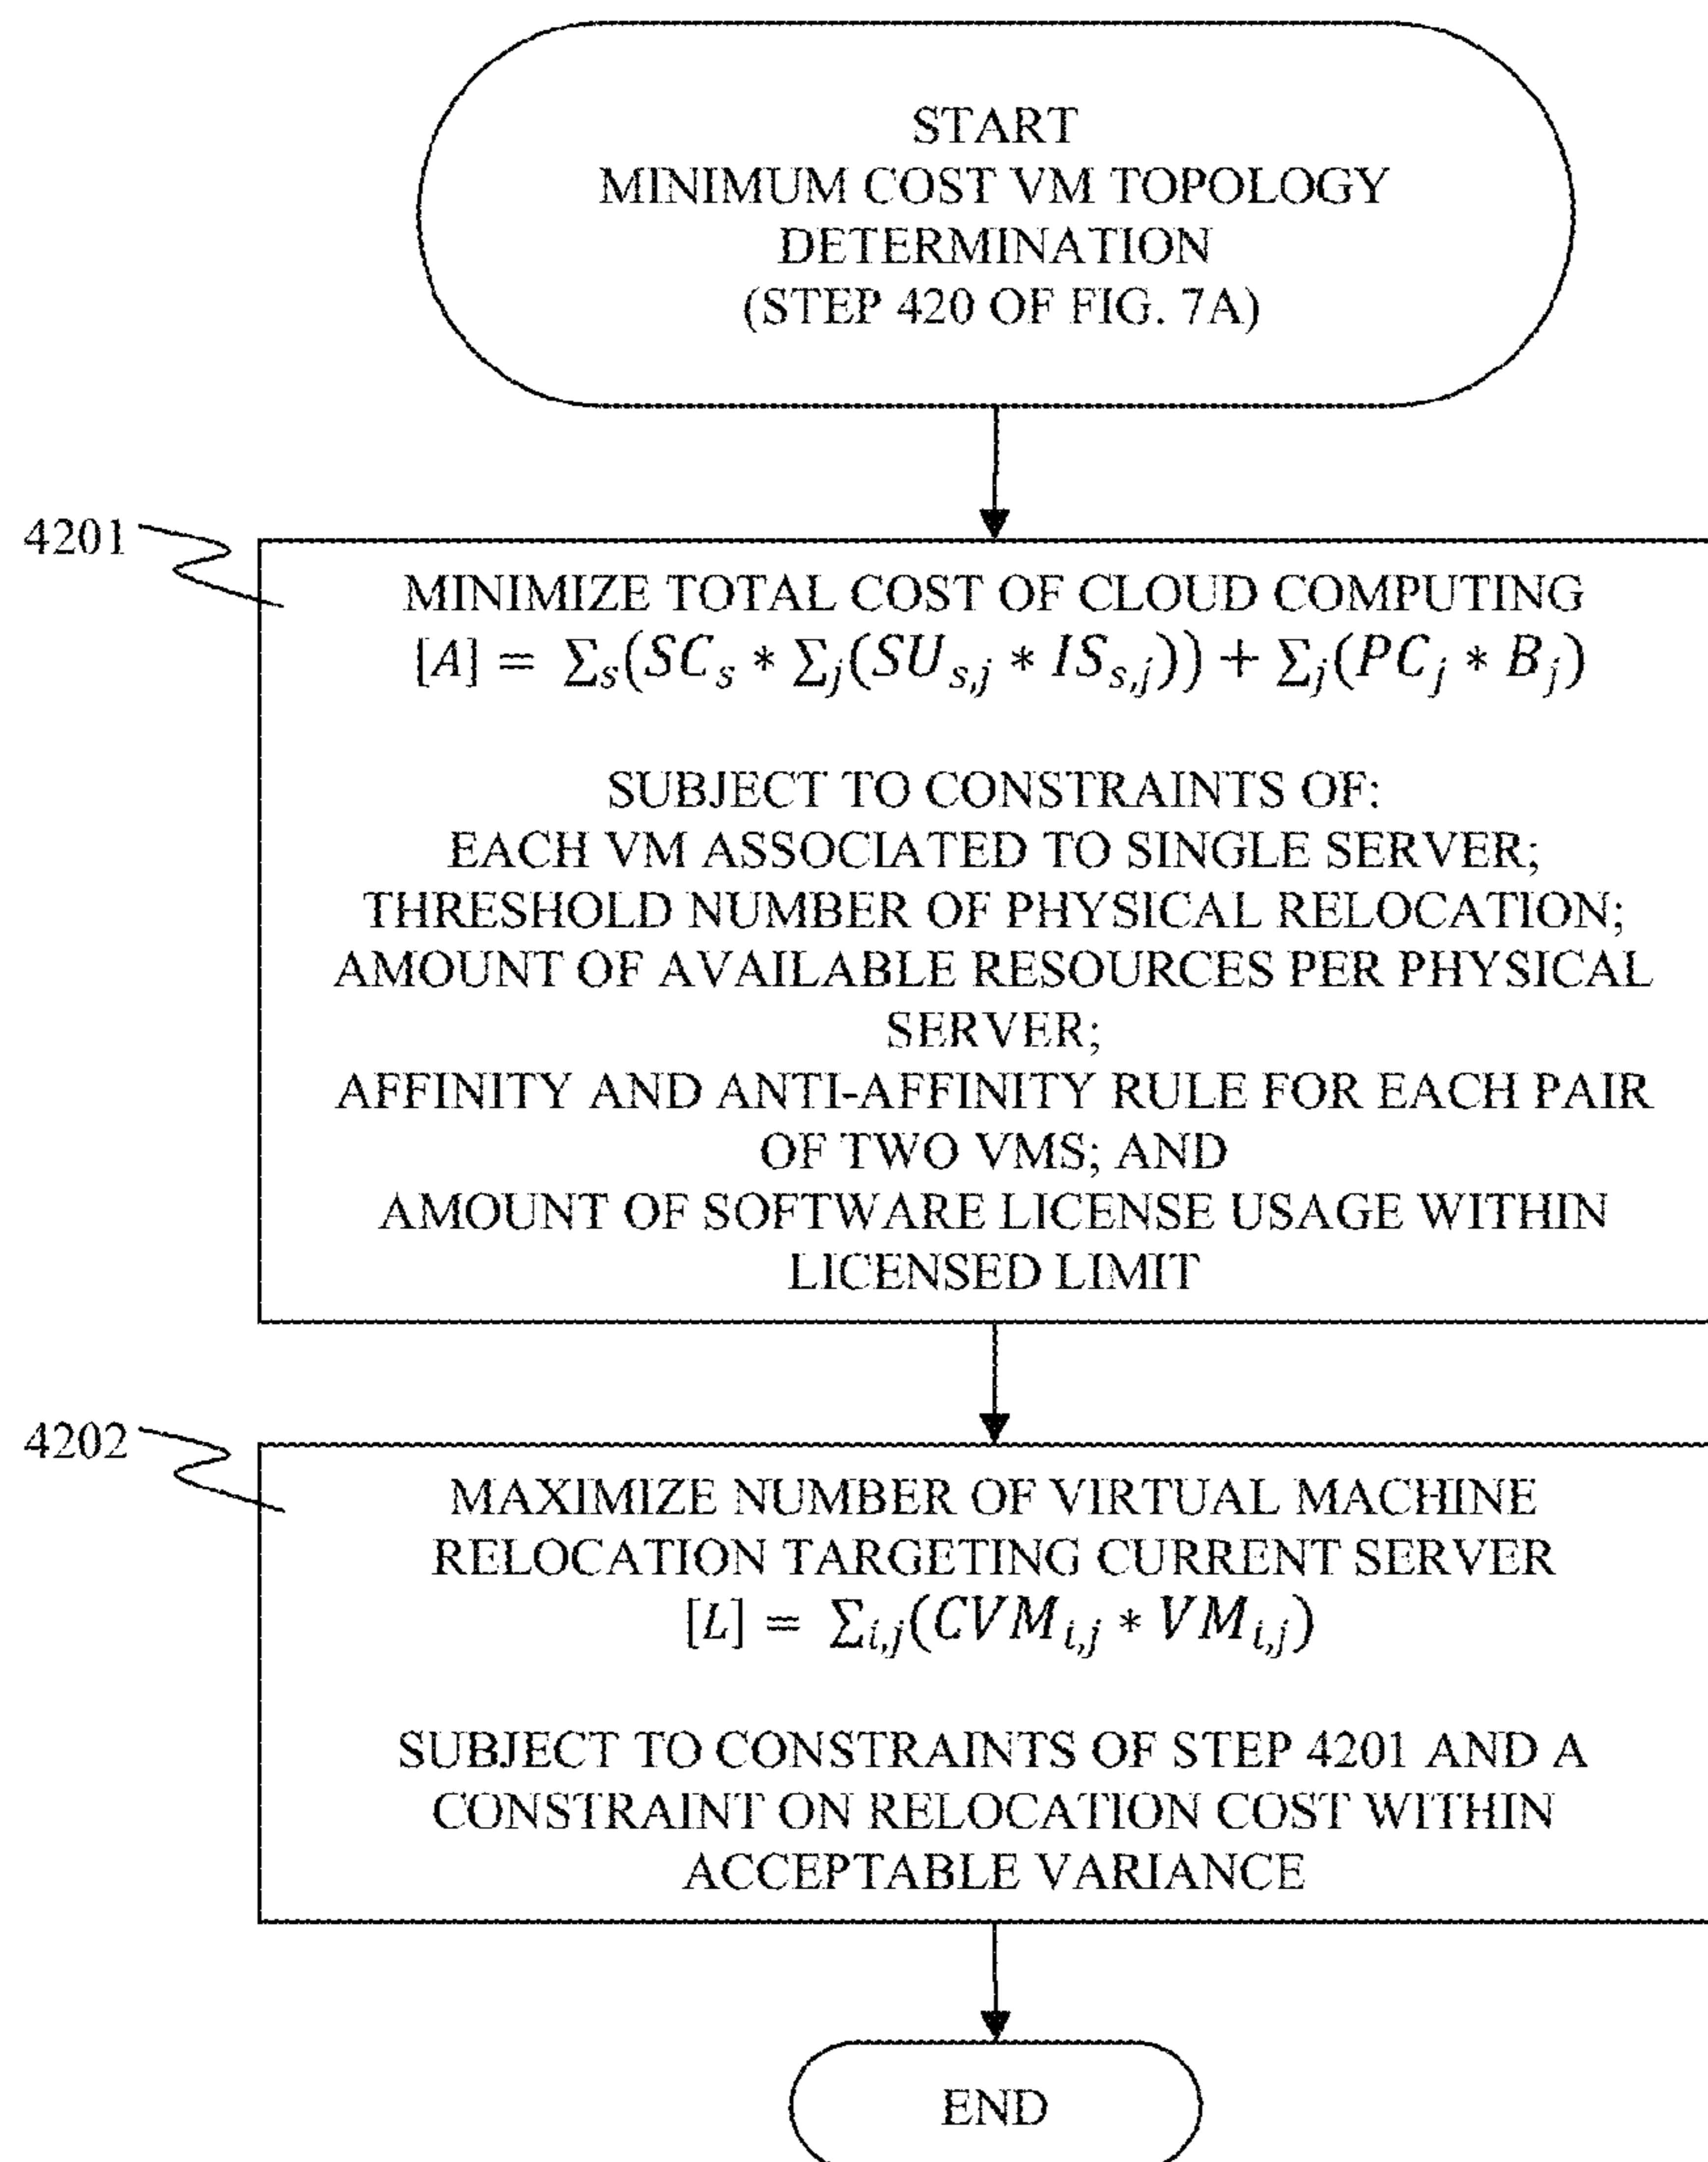 START
MINIMUM COST VM TOPOLOGY
DETERMINATION
(STEP 420 OF FIG. 7A)
4201
MINIMIZE TOTAL COST OF CLOUD COMPUTING
[A] = ∑s(SCs * ∑j(SUs,j * ISs,j)) + ∑j(PCj * Bj)
SUBJECT TO CONSTRAINTS OF:
EACH VM ASSOCIATED TO SINGLE SERVER;
THRESHOLD NUMBER OF PHYSICAL RELOCATION;
AMOUNT OF AVAILABLE RESOURCES PER PHYSICAL
SERVER;
AFFINITY AND ANTI-AFFINITY RULE FOR EACH PAIR
OF TWO VMS; AND
AMOUNT OF SOFTWARE LICENSE USAGE WITHIN
LICENSED LIMIT
4202
MAXIMIZE NUMBER OF VIRTUAL MACHINE
RELOCATION TARGETING CURRENT SERVER
[L] = ∑i,j(CVMi,j * VMi,j)
SUBJECT TO CONSTRAINTS OF STEP 4201 AND A
CONSTRAINT ON RELOCATION COST WITHIN
ACCEPTABLE VARIANCE
END